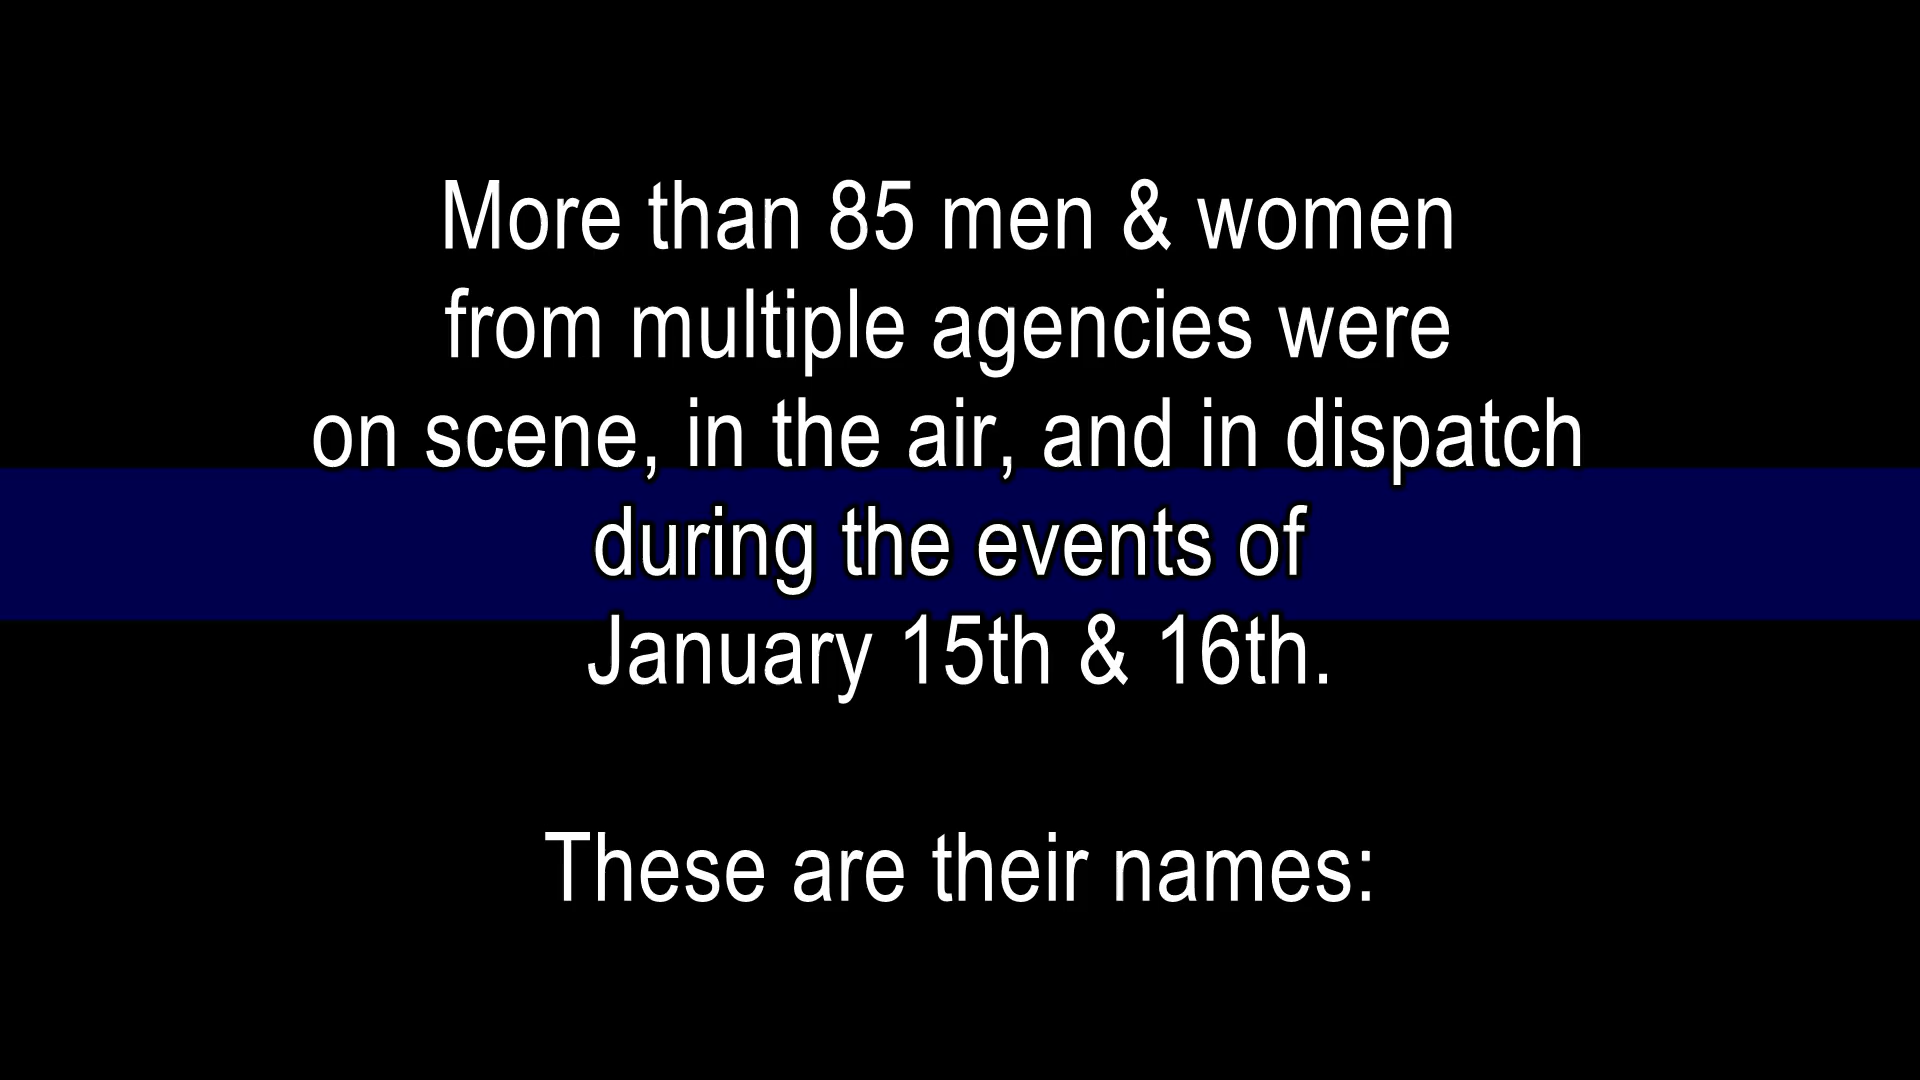 More than 85 men & women
from multiple agencies were
on scene, in the air, and in dispatch
during the events of
January 15th & 16th.
These are their names: